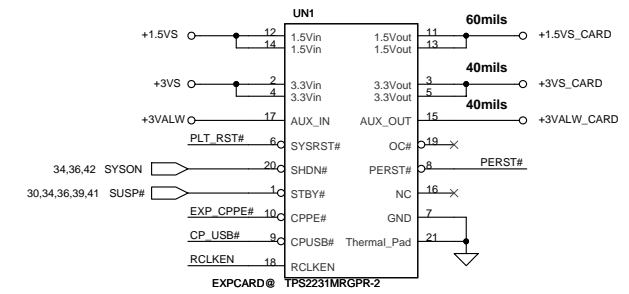 UN1
60mils
+1.5VS 12 1.5Vin 1.5Vout 11 +1.5VS_CARD
14 1.5Vin 1.5Vout 13
40mils
+3VS 2 3.3Vin 3.3Vout 3 +3VS_CARD
4 3.3Vin 3.3Vout 5
40mils
+3VALW 17 AUX_IN AUX_OUT 15 +3VALW_CARD
PLT_RST# 6 SYSRST# OC# 19
34,36,42 SYSON 20 SHDN# PERST# 8 PERST#
30,34,36,39,41 SUSP# 1 STBY# NC 16
EXP_CPPE# 10 CPPE# GND 7
CP_USB# 9 CPUSB# Thermal_Pad 21
RCLKEN 18 RCLKEN
EXPCARD@ TPS2231MRGPR-2